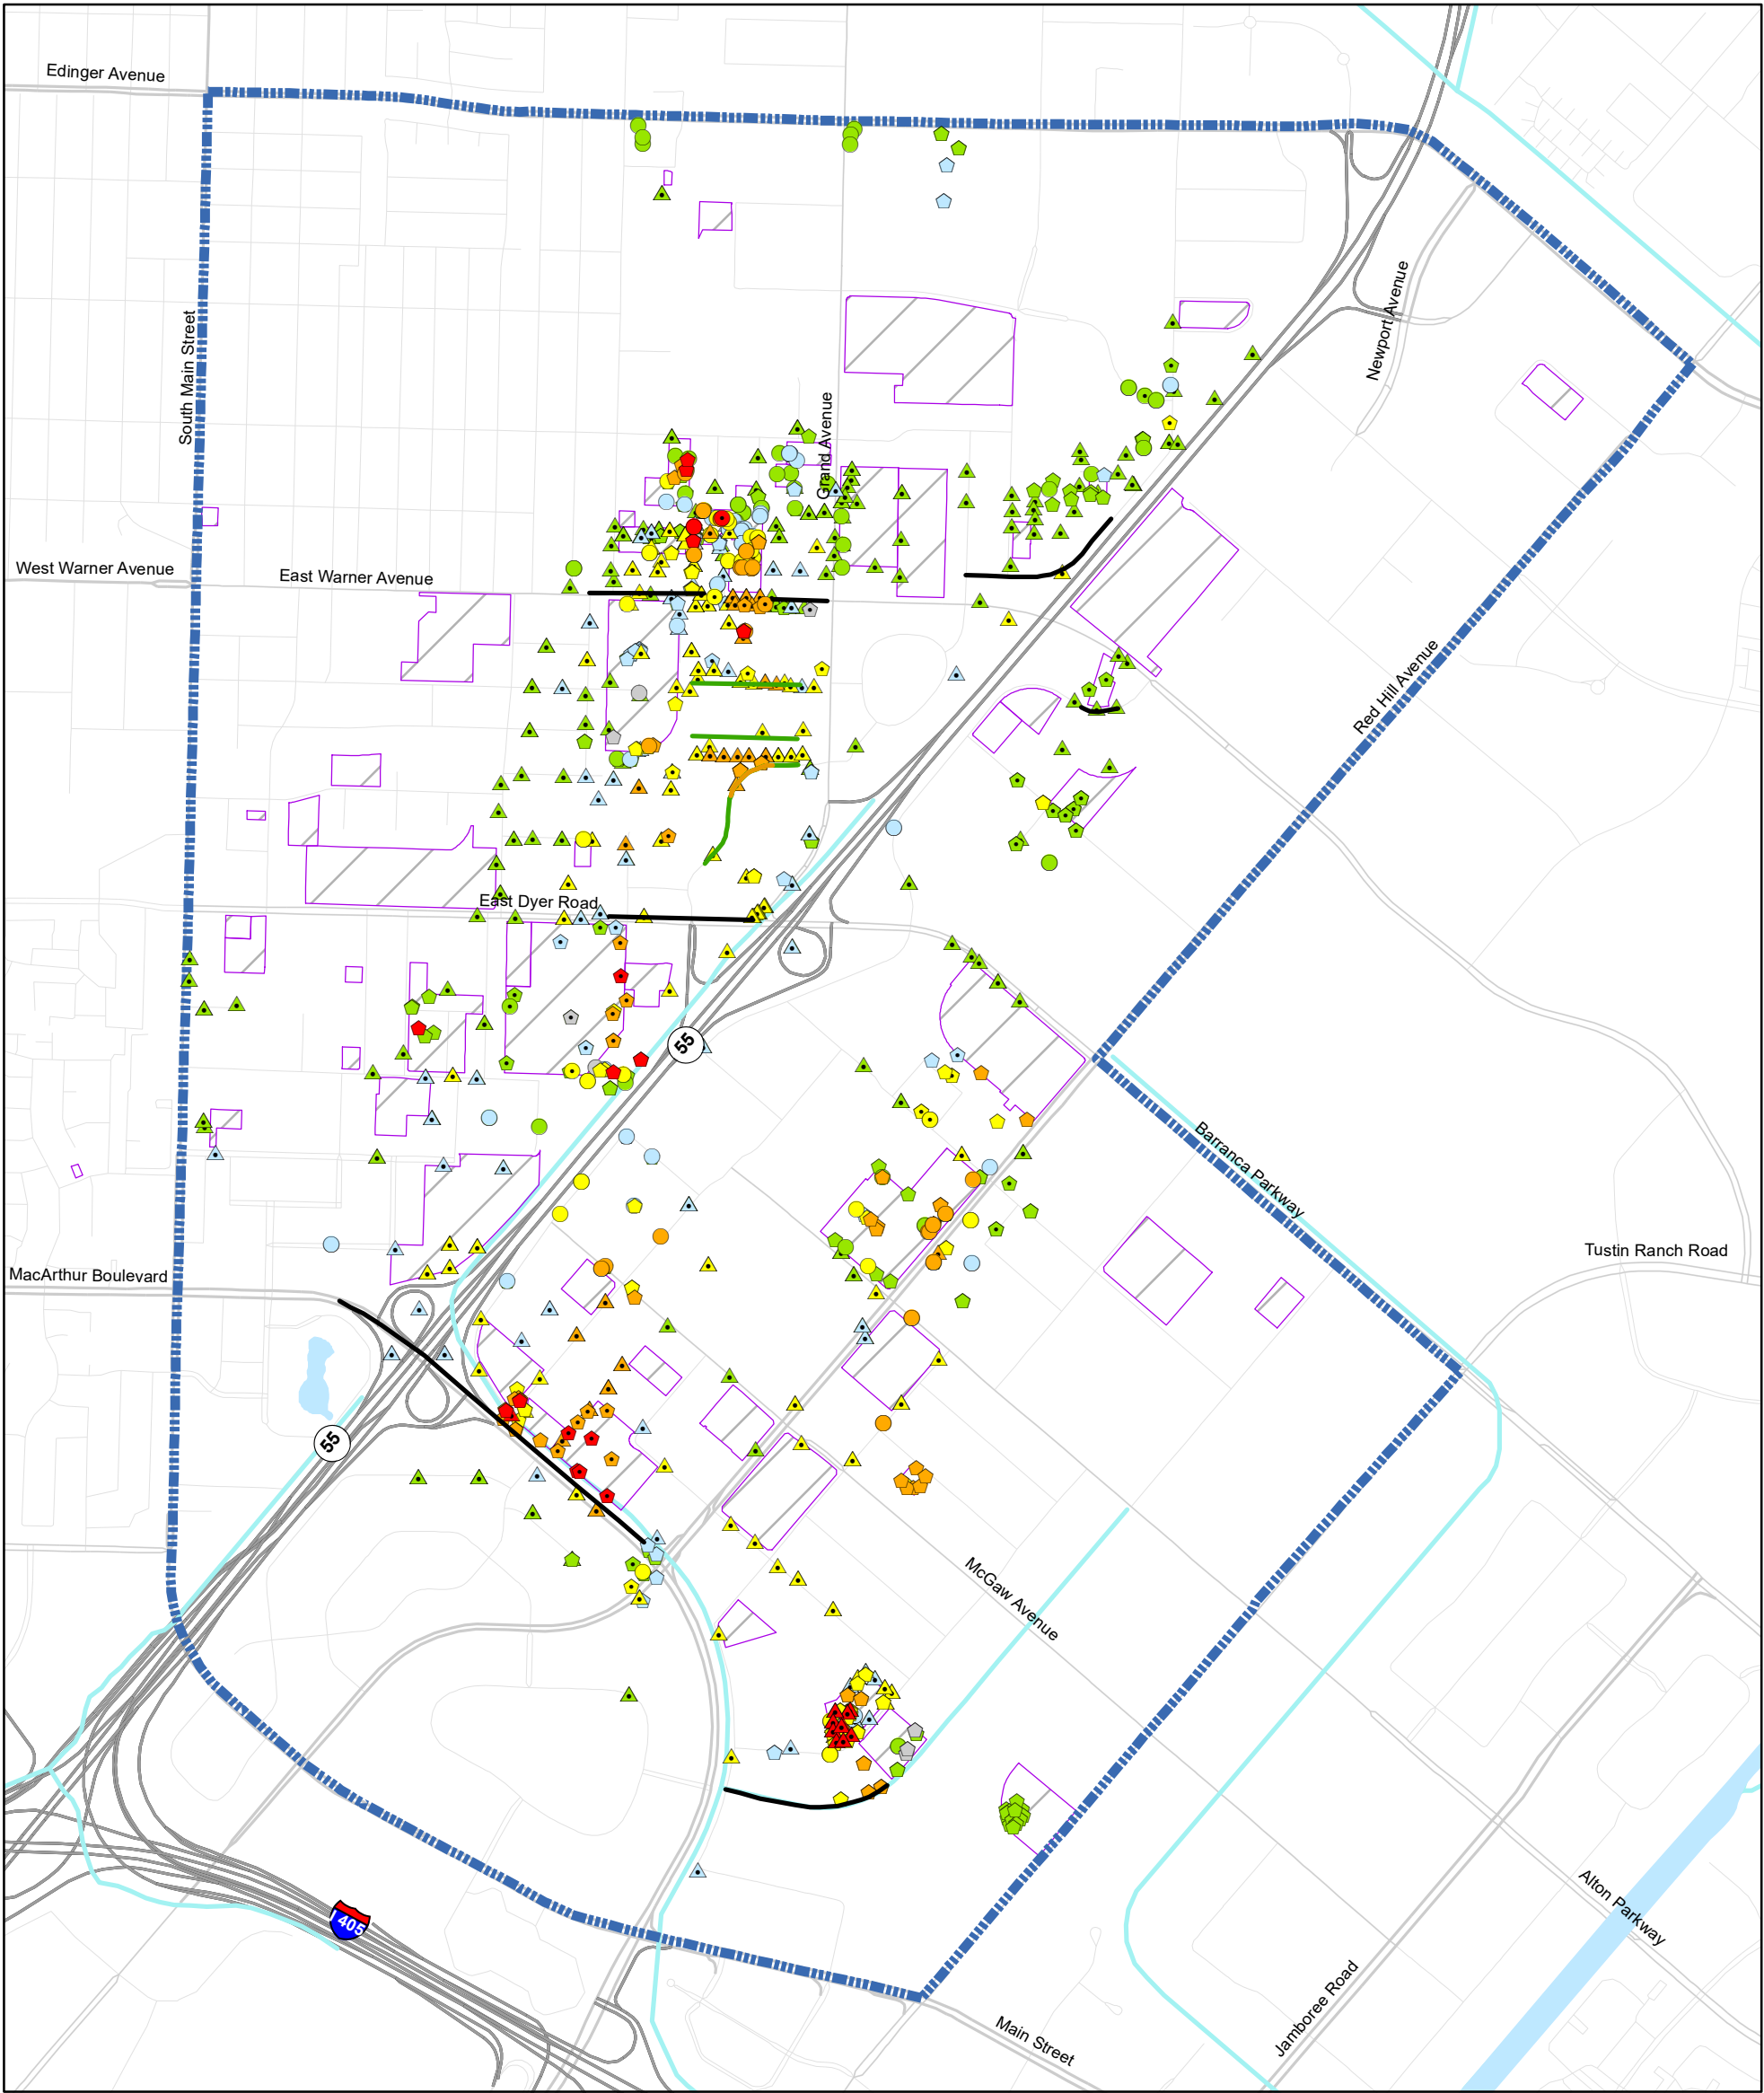 Edinger Avenue
South Main Street
Newport Avenue
Grand Avenue
West Warner Avenue
East Warner Avenue
Red Hill Avenue
East Dyer Road
55
Barranca Parkway
Tustin Ranch Road
MacArthur Boulevard
55
McGaw Avenue
Alton Parkway
I 405
Jamboree Road
Main Street